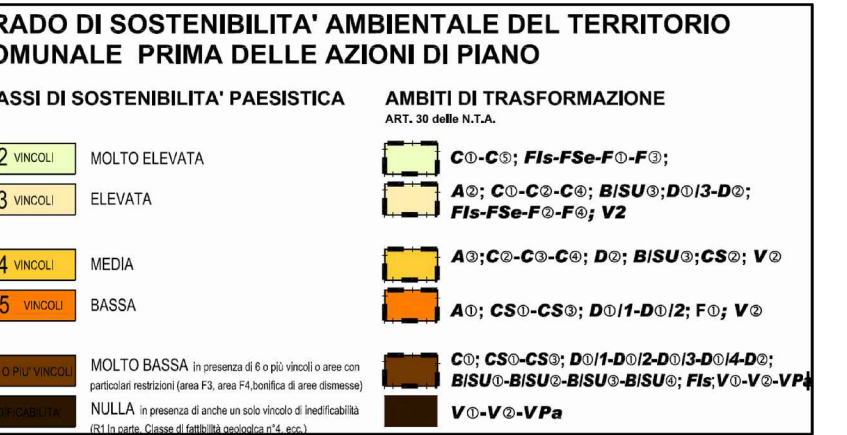 RADO DI SOSTENIBILITA' AMBIENTALE DEL TERRITORIO
OMUNALE PRIMA DELLE AZIONI DI PIANO
ASSI DI SOSTENIBILITA' PAESISTICA
2 VINCOLI MOLTO ELEVATA
3 VINCOLI ELEVATA
4 VINCOLI MEDIA
5 VINCOLI BASSA
O PIU' VINCOLI MOLTO BASSA in presenza di 6 o più vincoli o aree con
particolari restrizioni (area F3, area F4,bonifica di aree dismesse)
DIFICABILITA' NULLA in presenza di anche un solo vincolo di inedificabilità
(R1 in parte, Classe di fattibilità geologica n°4, ecc.)
AMBITI DI TRASFORMAZIONE
ART. 30 delle N.T.A.
C①-C⑤; FIs-FSe-F①-F③;
A②; C①-C②-C④; B/SU③;D①/3-D②;
FIs-FSe-F②-F④; V2
A③;C②-C③-C④; D②; B/SU③;CS②; V②
A①; CS①-CS③; D①/1-D①/2; F①; V②
C①; CS①-CS③; D①/1-D①/2-D①/3-D①/4-D②;
B/SU①-B/SU②-B/SU③-B/SU④; FIs;V①-V②-VPa
V①-V②-VPa